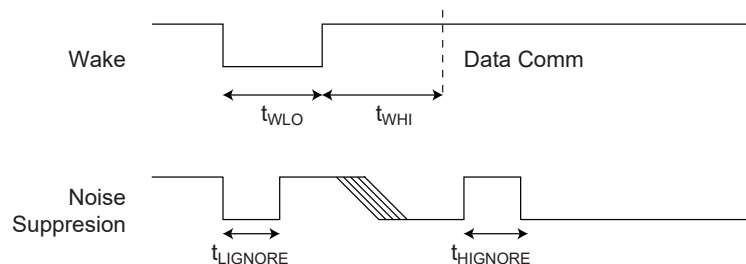 Wake
Data Comm
tWLO
tWHI
Noise
Suppresion
tLIGNORE
tHIGNORE